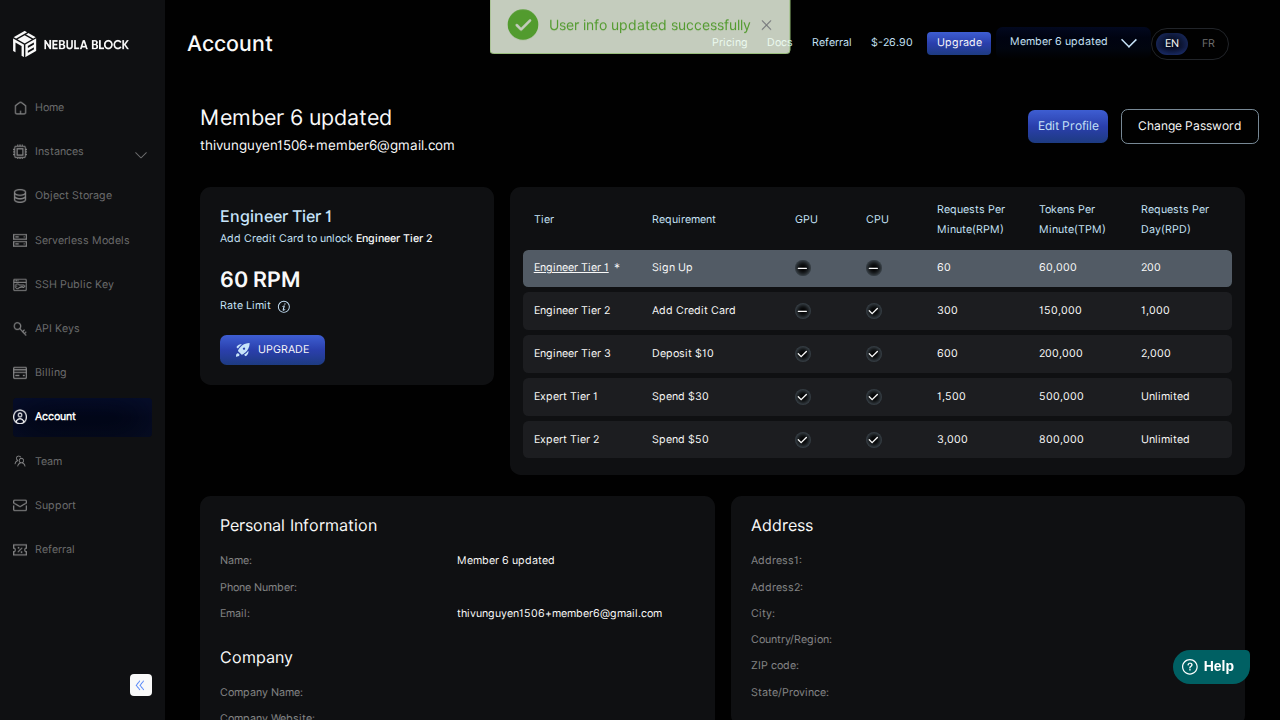 NEBULA BLOCK
Account
User info updated successfully
Pricing
Docs
Referral
$-26.90
Upgrade
Member 6 updated
EN
FR
Home
Instances
Object Storage
Serverless Models
SSH Public Key
API Keys
Billing
Account
Team
Support
Referral
Member 6 updated
thivunguyen1506+member6@gmail.com
Edit Profile
Change Password
Engineer Tier 1
Add Credit Card to unlock Engineer Tier 2
60 RPM
Rate Limit
UPGRADE
Tier Requirement GPU CPU Requests Per Minute(RPM) Tokens Per Minute(TPM) Requests Per Day(RPD)
Engineer Tier 1 * Sign Up 60 60,000 200
Engineer Tier 2 Add Credit Card 300 150,000 1,000
Engineer Tier 3 Deposit $10 600 200,000 2,000
Expert Tier 1 Spend $30 1,500 500,000 Unlimited
Expert Tier 2 Spend $50 3,000 800,000 Unlimited
Personal Information
Name: Member 6 updated
Phone Number:
Email: thivunguyen1506+member6@gmail.com
Company
Company Name:
Company Website:
Address
Address1:
Address2:
City:
Country/Region:
ZIP code:
State/Province:
Help